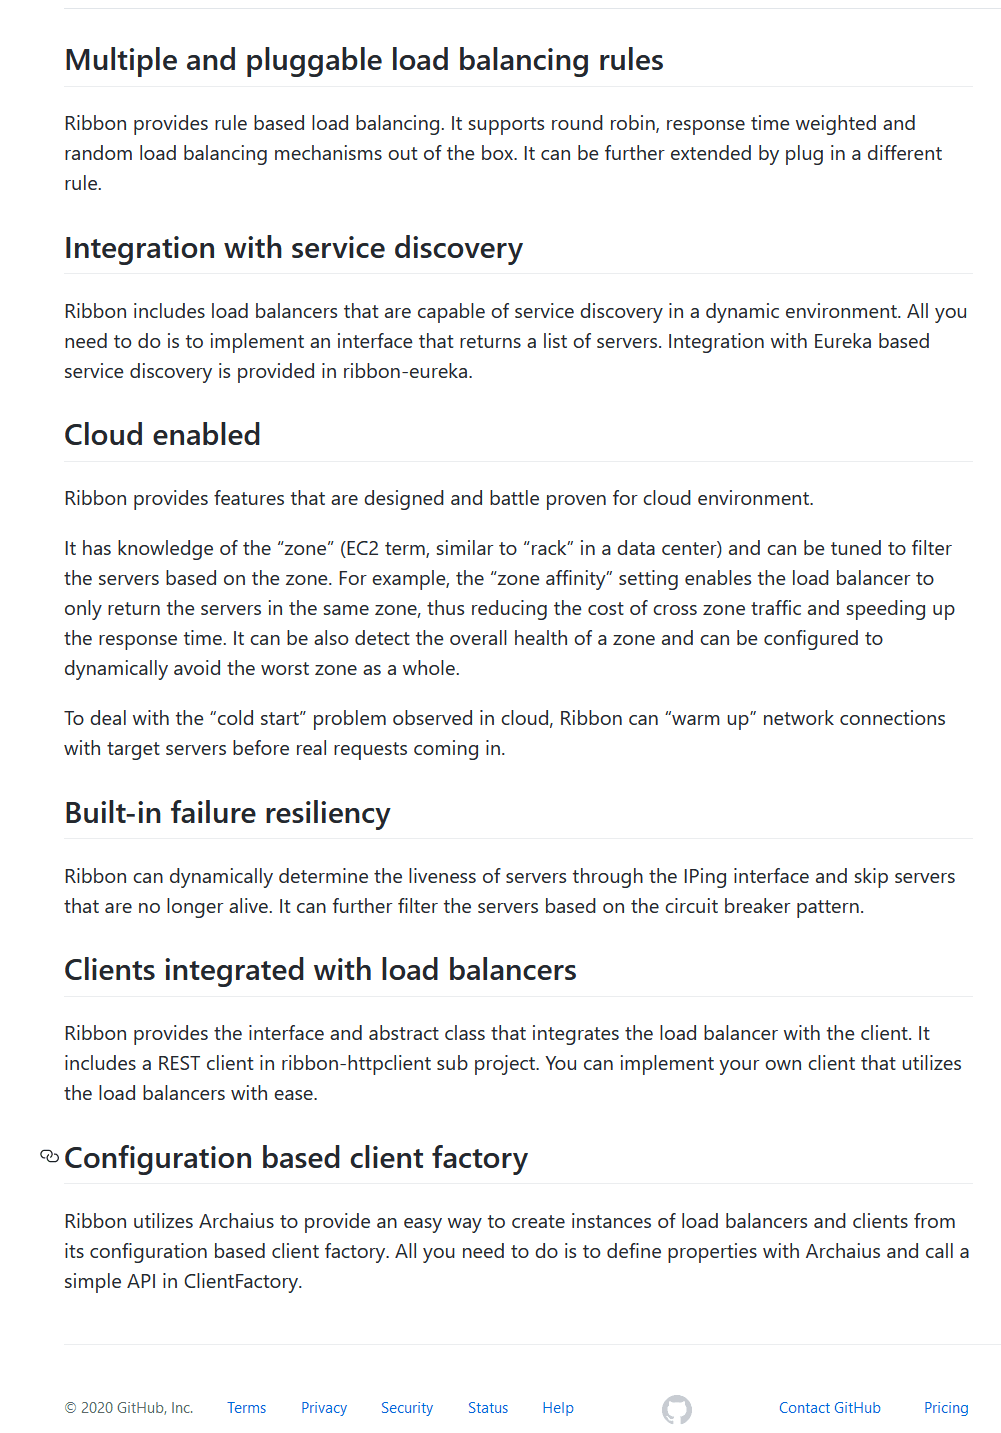 Multiple and pluggable load balancing rules
Ribbon provides rule based load balancing. It supports round robin, response time weighted and
random load balancing mechanisms out of the box. It can be further extended by plug in a different
rule.
Integration with service discovery
Ribbon includes load balancers that are capable of service discovery in a dynamic environment. All you
need to do is to implement an interface that returns a list of servers. Integration with Eureka based
service discovery is provided in ribbon-eureka.
Cloud enabled
Ribbon provides features that are designed and battle proven for cloud environment.
It has knowledge of the “zone” (EC2 term, similar to “rack” in a data center) and can be tuned to filter
the servers based on the zone. For example, the “zone affinity” setting enables the load balancer to
only return the servers in the same zone, thus reducing the cost of cross zone traffic and speeding up
the response time. It can be also detect the overall health of a zone and can be configured to
dynamically avoid the worst zone as a whole.
To deal with the “cold start” problem observed in cloud, Ribbon can “warm up” network connections
with target servers before real requests coming in.
Built-in failure resiliency
Ribbon can dynamically determine the liveness of servers through the IPing interface and skip servers
that are no longer alive. It can further filter the servers based on the circuit breaker pattern.
Clients integrated with load balancers
Ribbon provides the interface and abstract class that integrates the load balancer with the client. It
includes a REST client in ribbon-httpclient sub project. You can implement your own client that utilizes
the load balancers with ease.
Configuration based client factory
Ribbon utilizes Archaius to provide an easy way to create instances of load balancers and clients from
its configuration based client factory. All you need to do is to define properties with Archaius and call a
simple API in ClientFactory.
© 2020 GitHub, Inc. Terms Privacy Security Status Help Contact GitHub Pricing